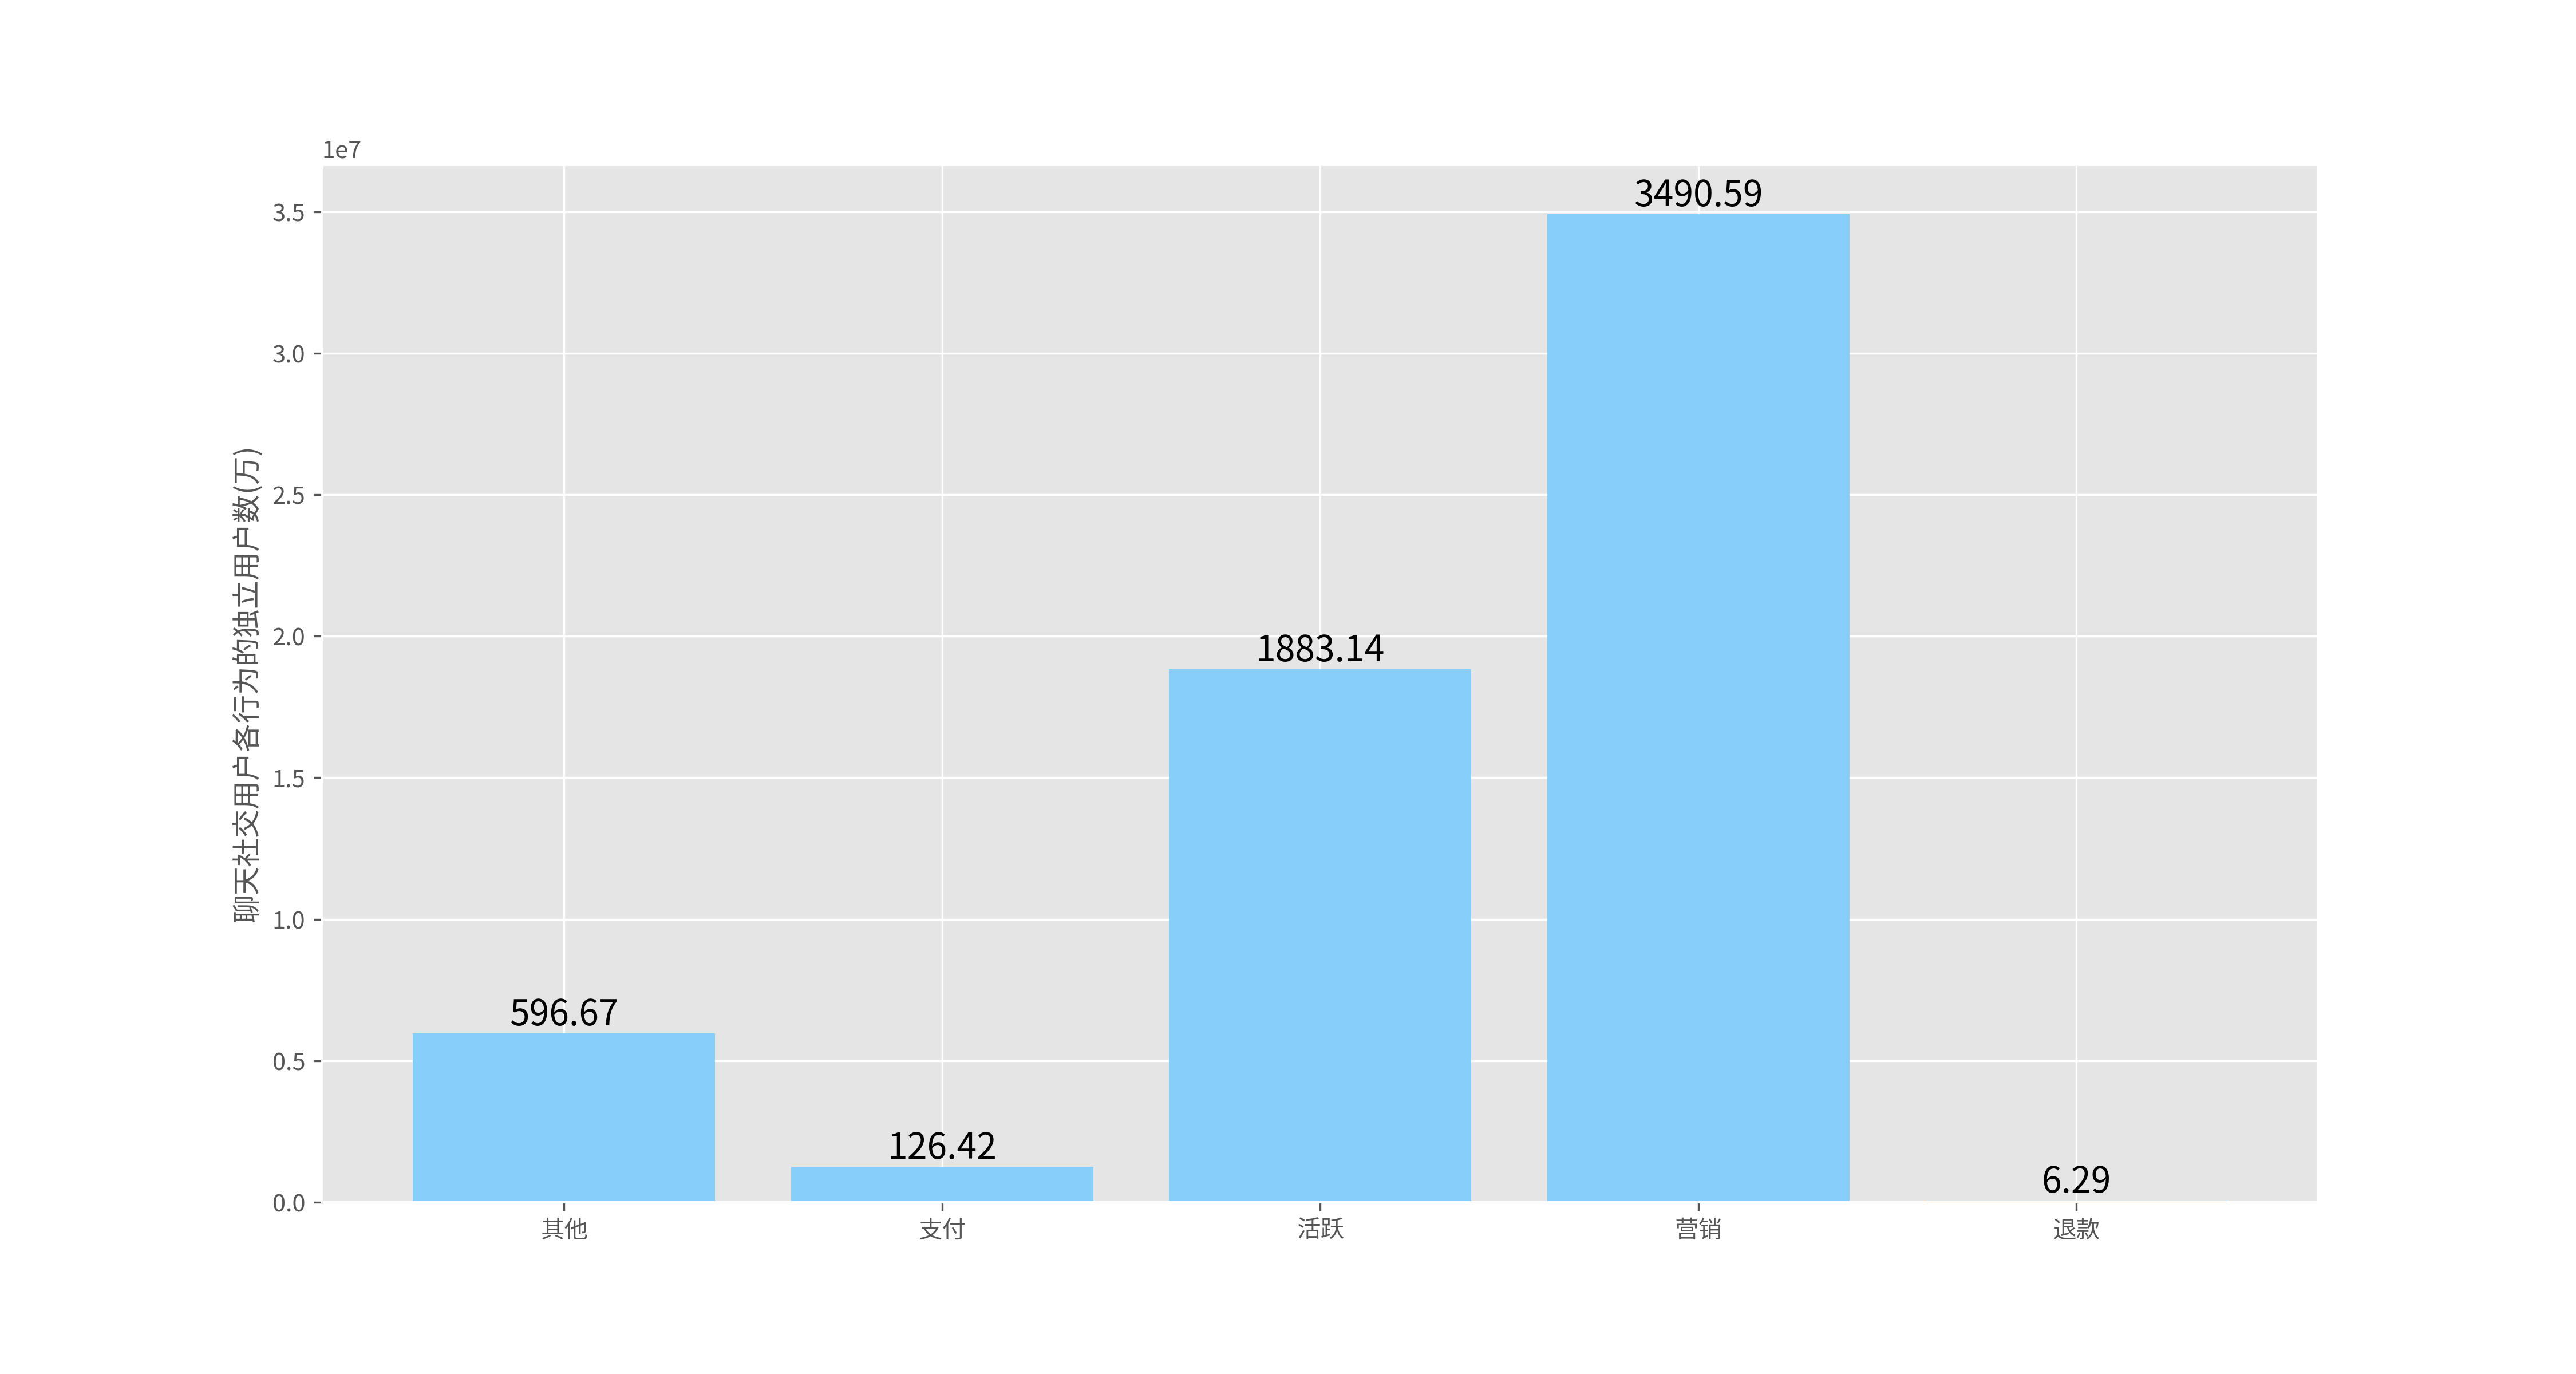 1e7
3.5
3.0
2.5
2.0
1.5
1.0
0.5
0.0
聊天社交用户各行为的独立用户数(万)
596.67
126.42
1883.14
3490.59
6.29
其他
支付
活跃
营销
退款